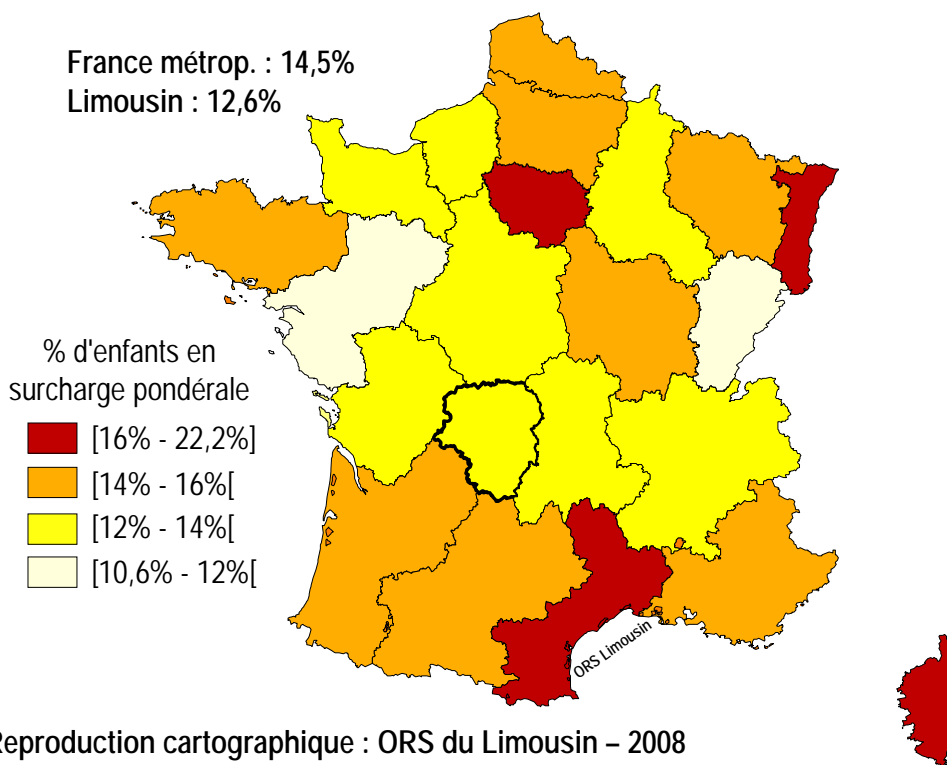 France métrop. : 14,5%
Limousin : 12,6%
% d'enfants en
surcharge pondérale
[16% - 22,2%]
[14% - 16%[
[12% - 14%[
[10,6% - 12%[
ORS Limousin
Reproduction cartographique : ORS du Limousin – 2008